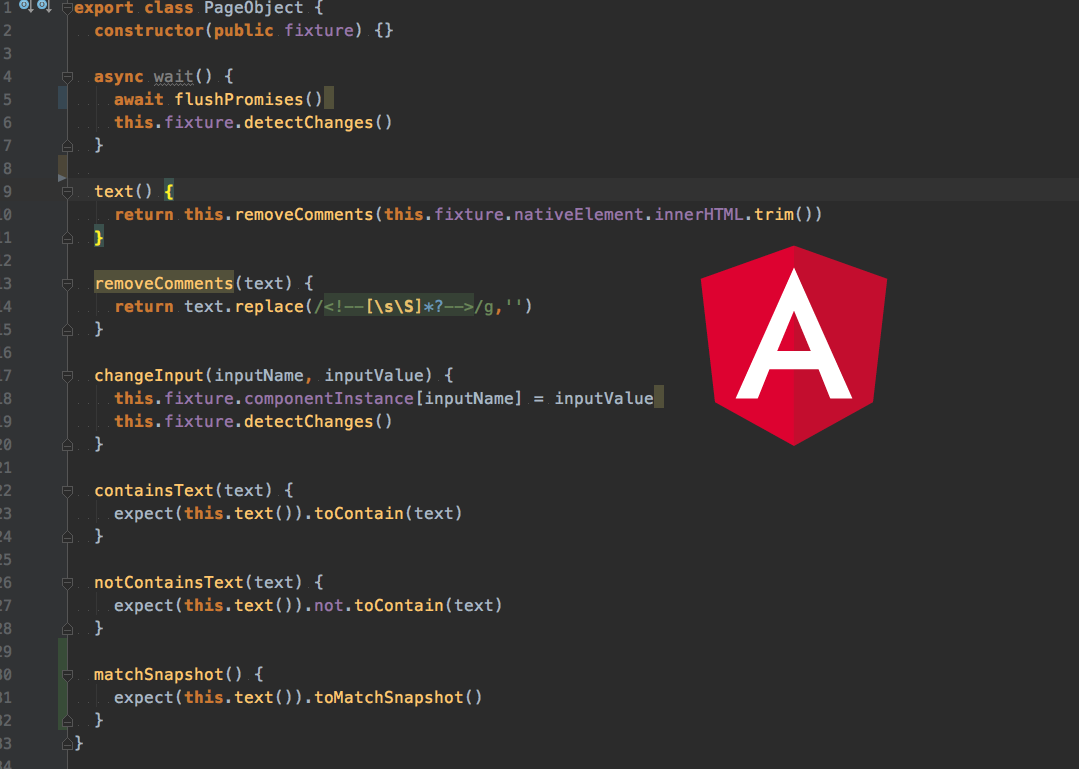 1 export class PageObject {
2 constructor(public fixture) {}
3
4 async wait() {
5 await flushPromises()
6 this.fixture.detectChanges()
7 }
8
9 text() {
10 return this.removeComments(this.fixture.nativeElement.innerHTML.trim())
11 }
12
13 removeComments(text) {
14 return text.replace(/<!--[\s\S]*?-->/g,'')
15 }
16
17 changeInput(inputName, inputValue) {
18 this.fixture.componentInstance[inputName] = inputValue
19 this.fixture.detectChanges()
20 }
21
22 containsText(text) {
23 expect(this.text()).toContain(text)
24 }
25
26 notContainsText(text) {
27 expect(this.text()).not.toContain(text)
28 }
29
30 matchSnapshot() {
31 expect(this.text()).toMatchSnapshot()
32 }
33 }
34
A